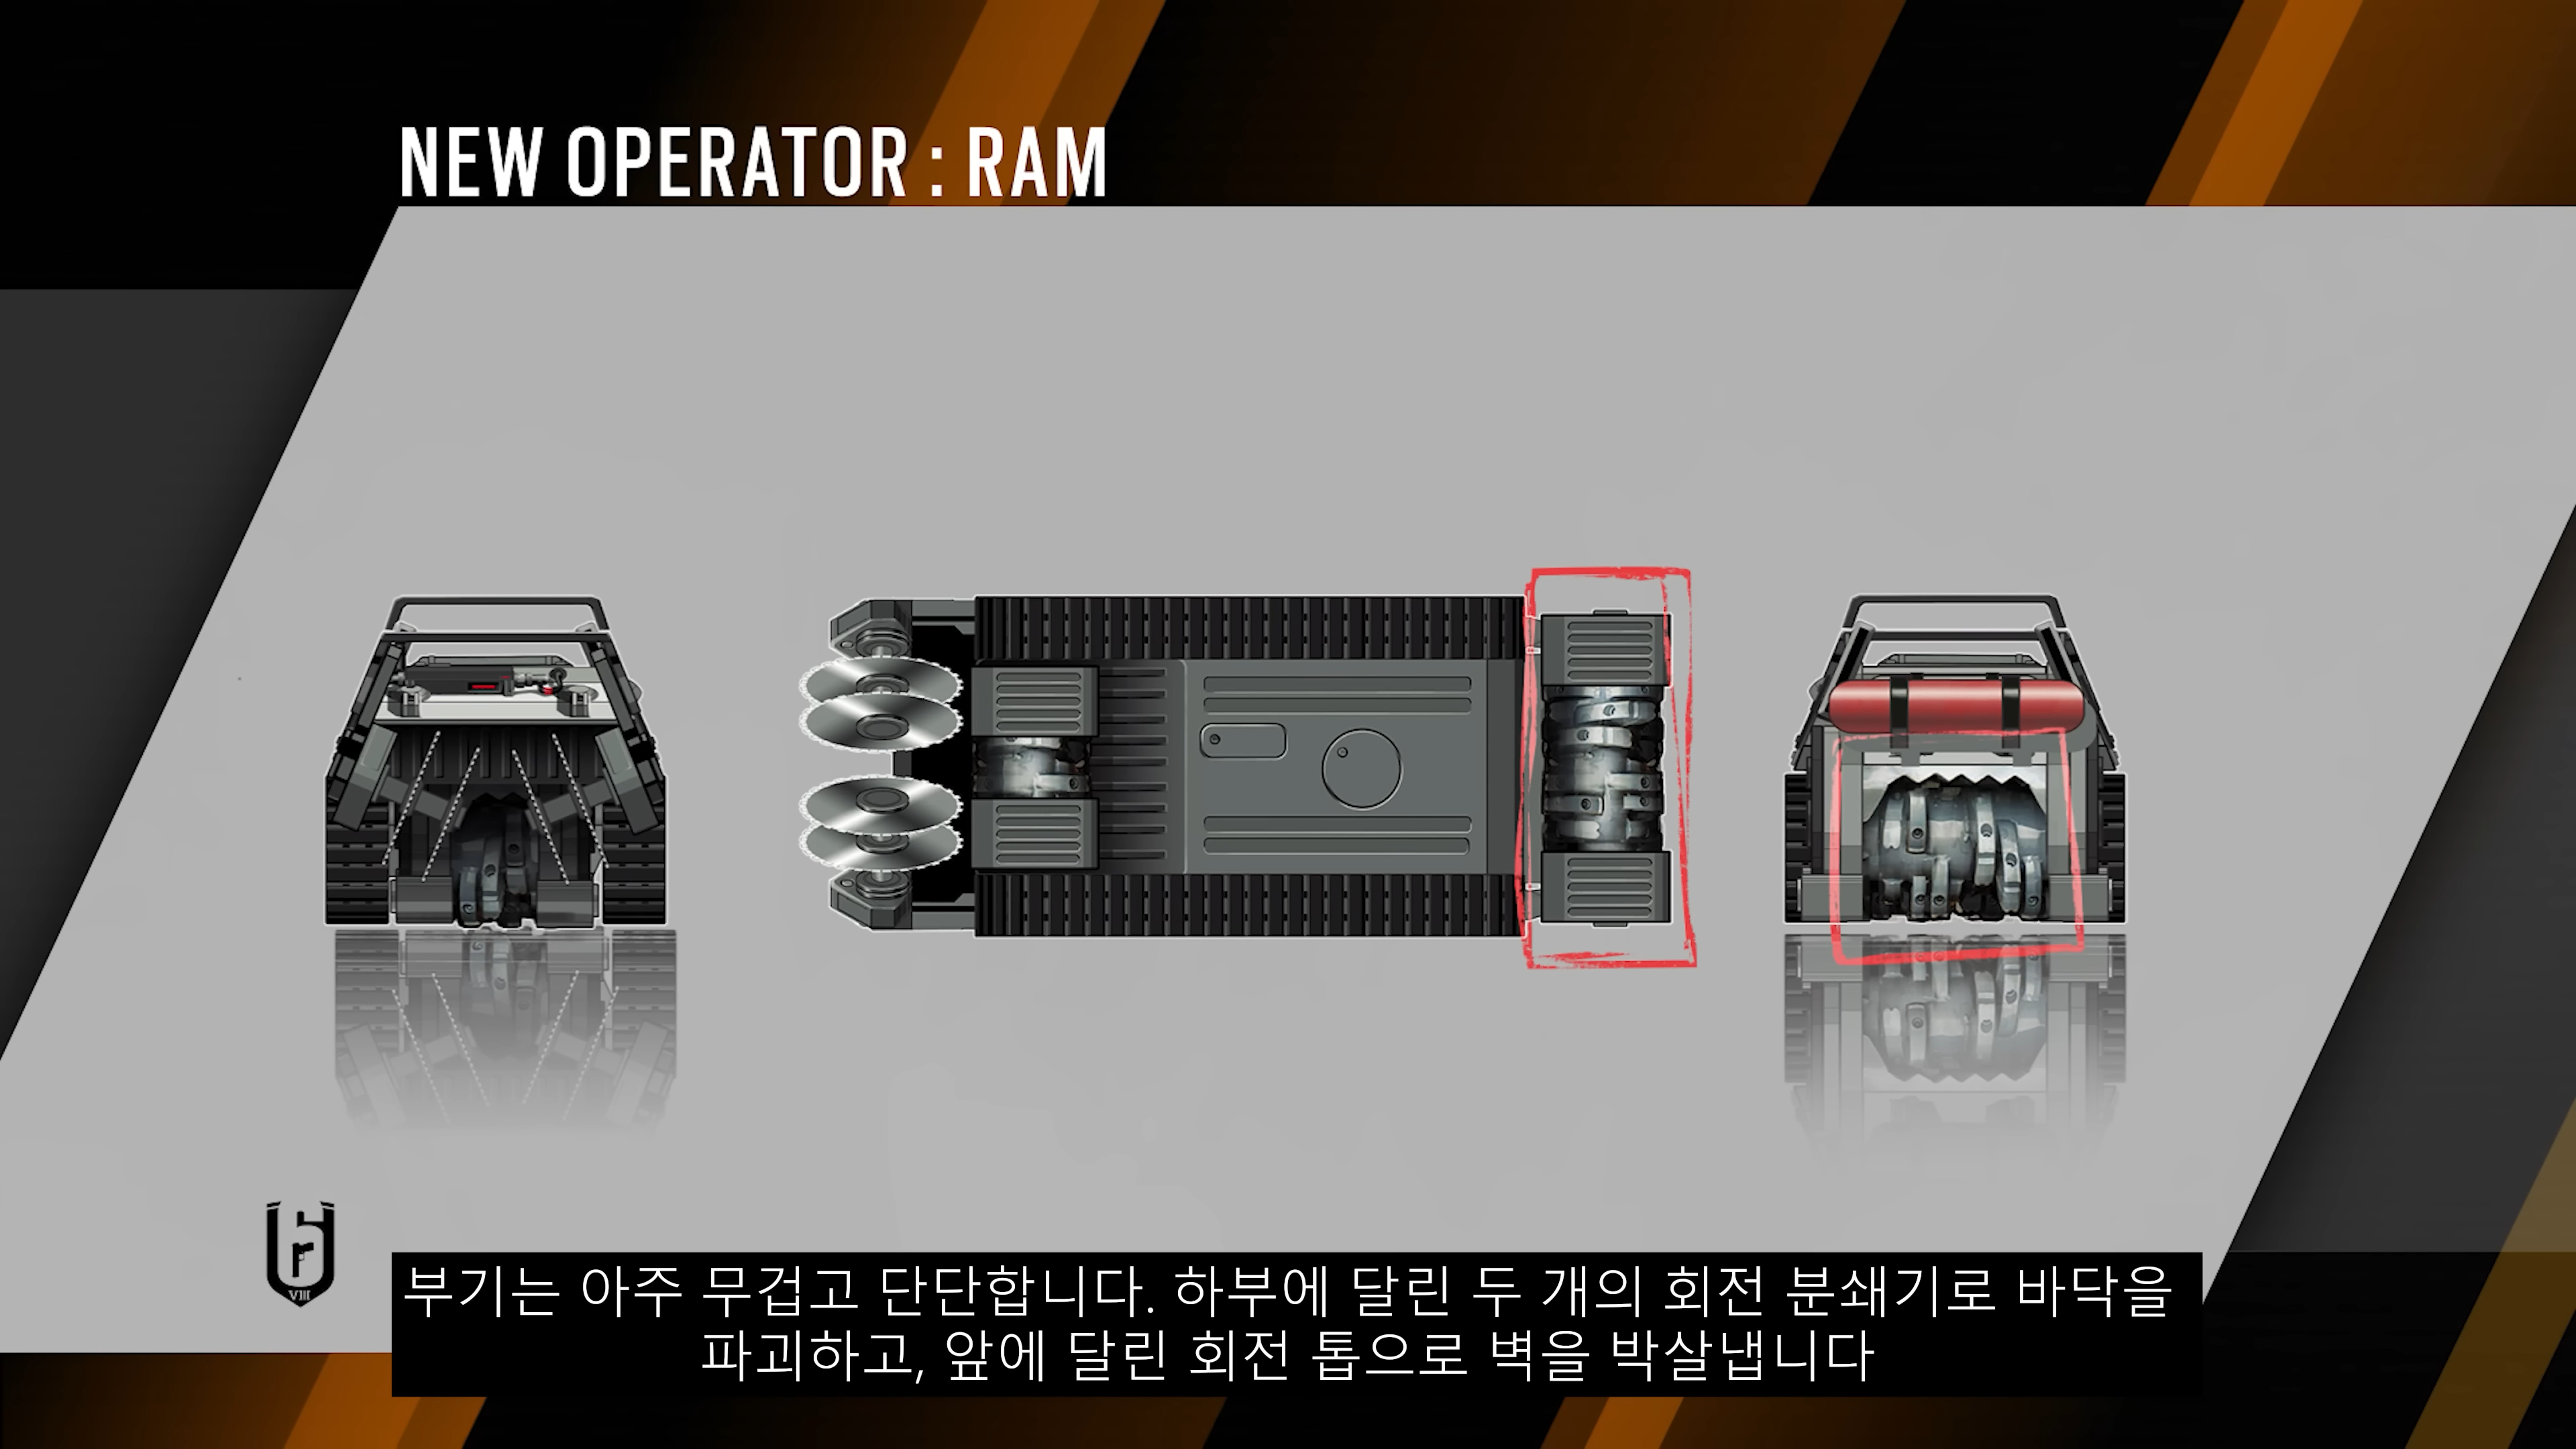 NEW OPERATOR : RAM
VIII
부기는 아주 무겁고 단단합니다. 하부에 달린 두 개의 회전 분쇄기로 바닥을
파괴하고, 앞에 달린 회전 톱으로 벽을 박살냅니다